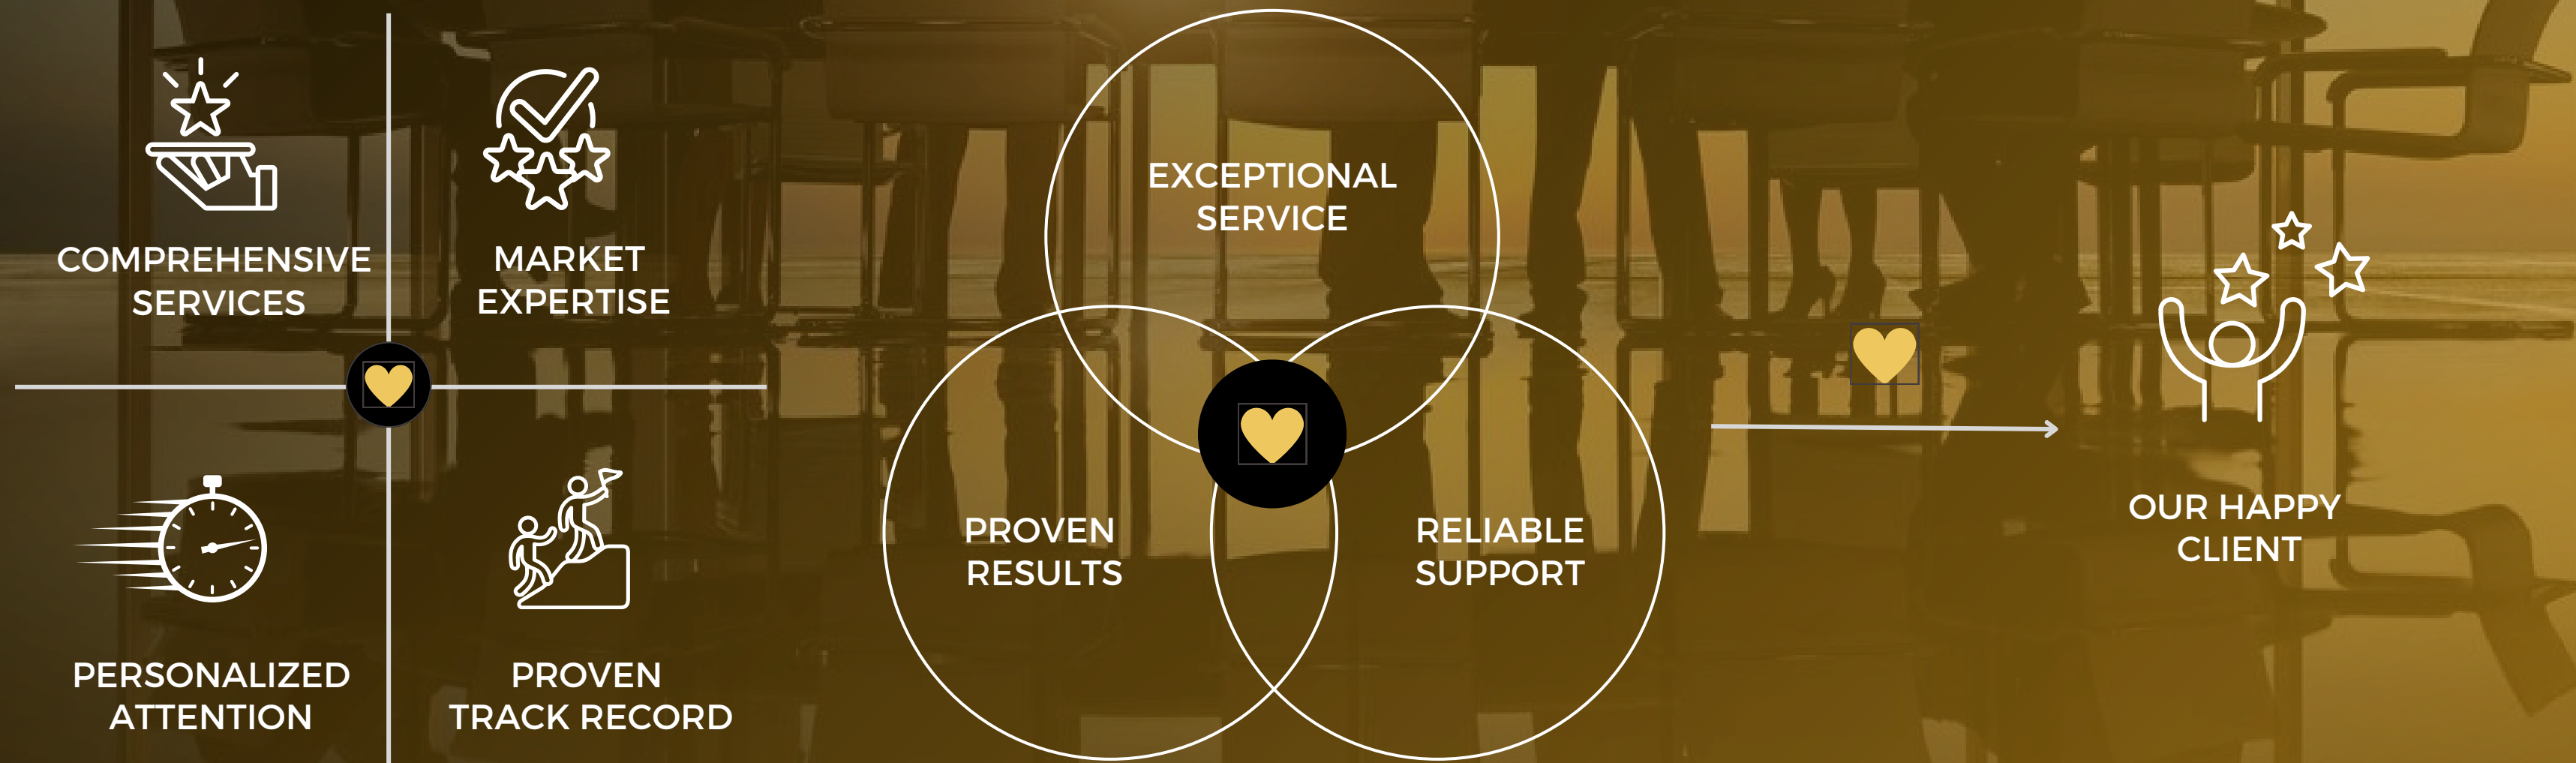 COMPREHENSIVE
SERVICES
MARKET
EXPERTISE
PERSONALIZED
ATTENTION
PROVEN
TRACK RECORD
EXCEPTIONAL
SERVICE
PROVEN
RESULTS
RELIABLE
SUPPORT
OUR HAPPY
CLIENT